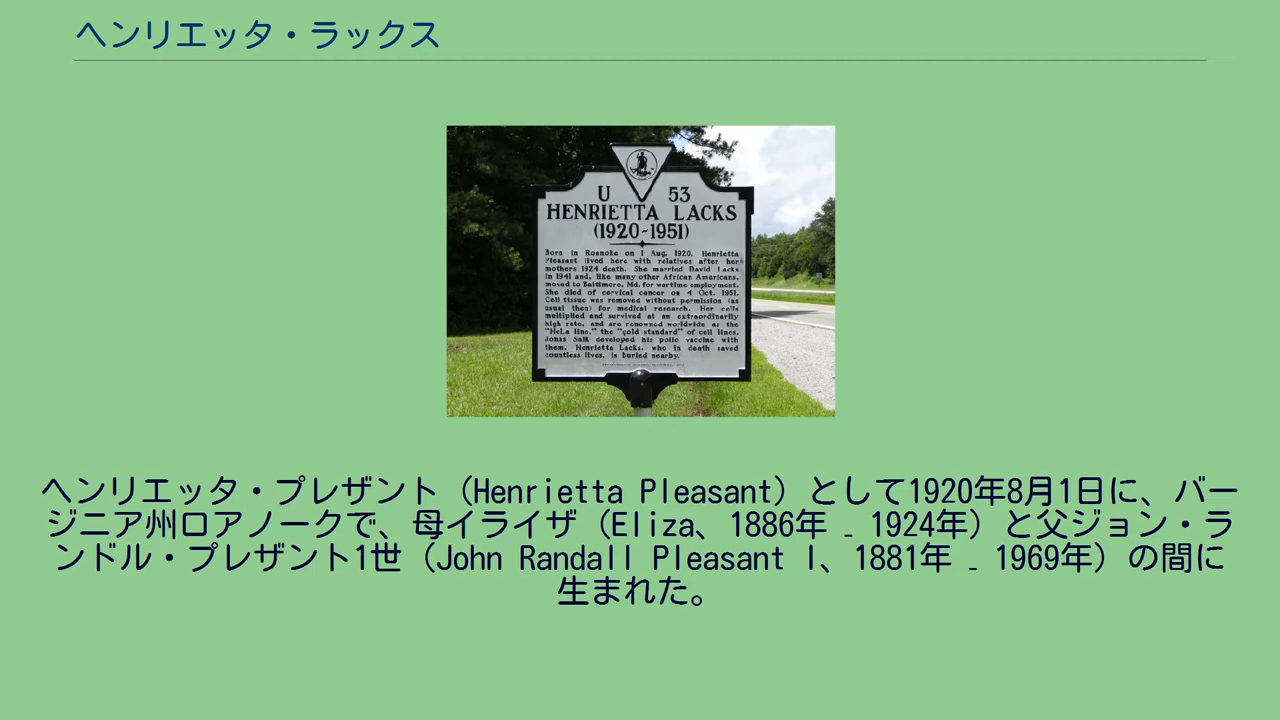 ヘンリエッタ・ラックス
U 53
HENRIETTA LACKS
(1920-1951)
Born in Roanoke on 1 Aug. 1920, Henrietta
Pleasant lived here with relatives after her
mothers 1924 death. She married David Lacks
in 1941 and, like many other African Americans,
moved to Baltimore, Md. for wartime employment.
She died of cervical cancer on 4 Oct. 1951.
Cell tissue was removed without permission (as
usual then) for medical research. Her cells
multiplied and survived at an extraordinarily
high rate, and are renowned worldwide as the
"HeLa line," the "gold standard" of cell lines.
Jonas Salk developed his polio vaccine with
them. Henrietta Lacks, who in death saved
countless lives, is buried nearby.
ヘンリエッタ・プレザント（Henrietta Pleasant）として1920年8月1日に、バー
ジニア州ロアノークで、母イライザ（Eliza、1886年 - 1924年）と父ジョン・ラ
ンドル・プレザント1世（John Randall Pleasant I、1881年 - 1969年）の間に
生まれた。